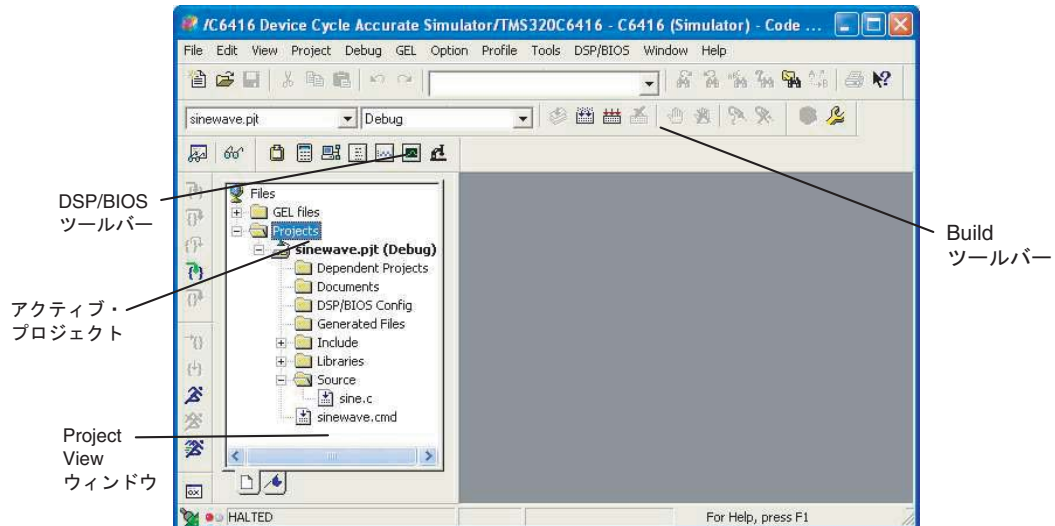 /C6416 Device Cycle Accurate Simulator/TMS320C6416 - C6416 (Simulator) - Code ...
File Edit View Project Debug GEL Option Profile Tools DSP/BIOS Window Help
sinewave.pjt Debug
DSP/BIOS
ツールバー
Files
GEL files
Projects
sinewave.pjt (Debug)
Dependent Projects
Documents
DSP/BIOS Config
Generated Files
Include
Libraries
Source
sine.c
sinewave.cmd
Build
ツールバー
アクティブ・
プロジェクト
Project
View
ウィンドウ
HALTED
For Help, press F1